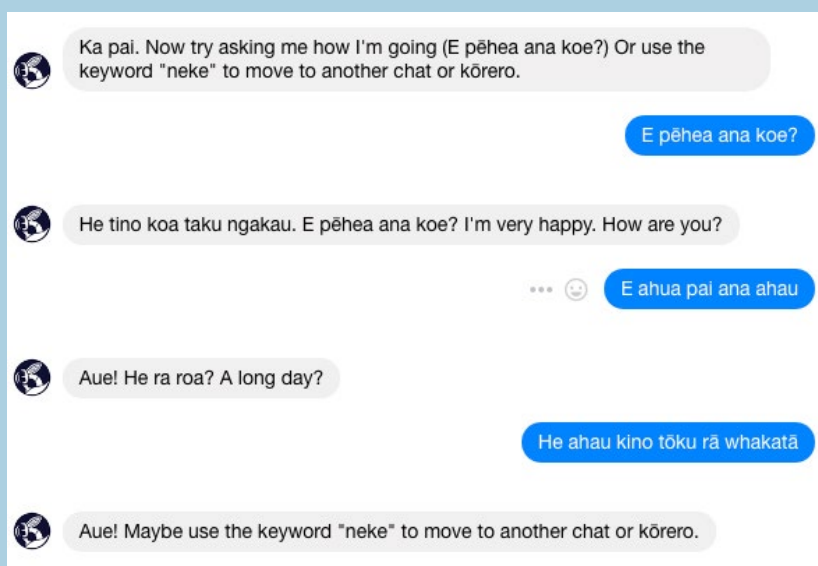 Ka pai. Now try asking me how I'm going (E pēhea ana koe?) Or use the
keyword "neke" to move to another chat or kōrero.
E pēhea ana koe?
He tino koa taku ngakau. E pēhea ana koe? I'm very happy. How are you?
E ahua pai ana ahau
Aue! He ra roa? A long day?
He ahau kino tōku rā whakatā
Aue! Maybe use the keyword "neke" to move to another chat or kōrero.